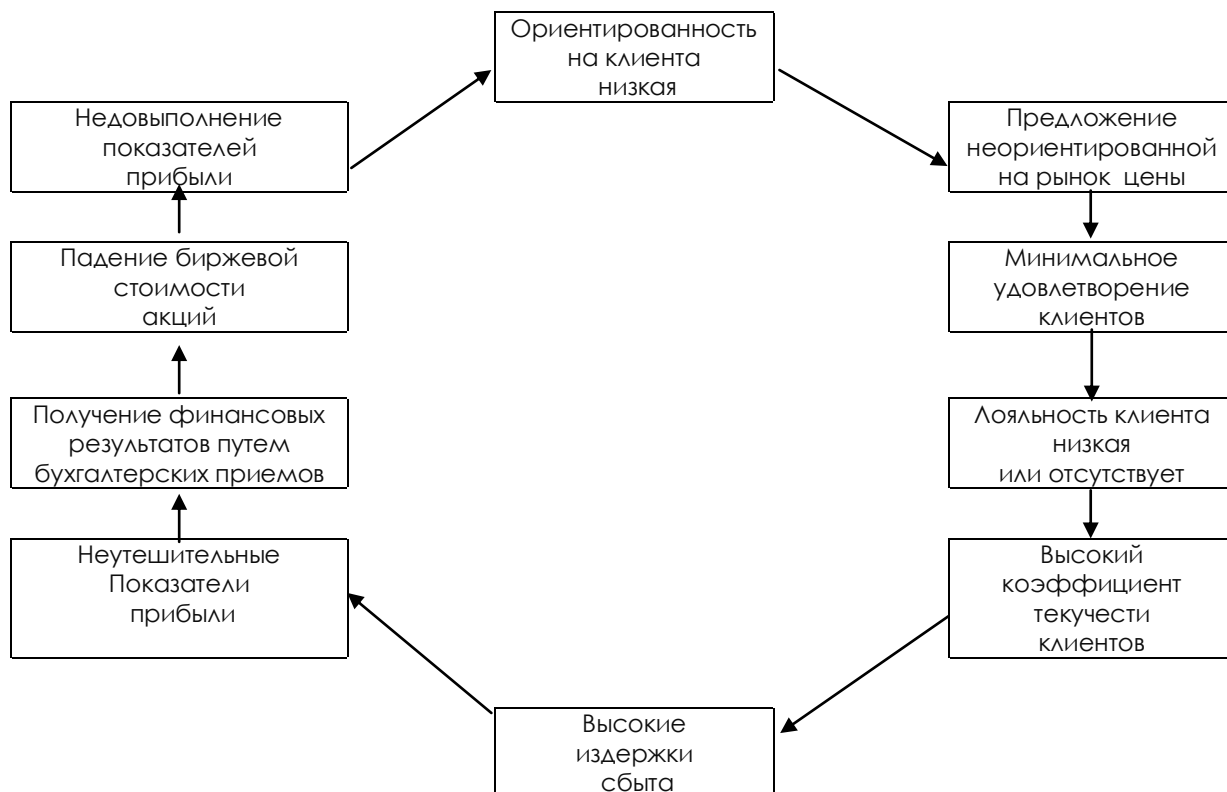 Ориентированность
на клиента
низкая
Предложение
неориентированной
на рынок цены
Минимальное
удовлетворение
клиентов
Лояльность клиента
низкая
или отсутствует
Высокий
коэффициент
текучести
клиентов
Высокие
издержки
сбыта
Неутешительные
Показатели
прибыли
Получение финансовых
результатов путем
бухгалтерских приемов
Падение биржевой
стоимости
акций
Недовыполнение
показателей
прибыли